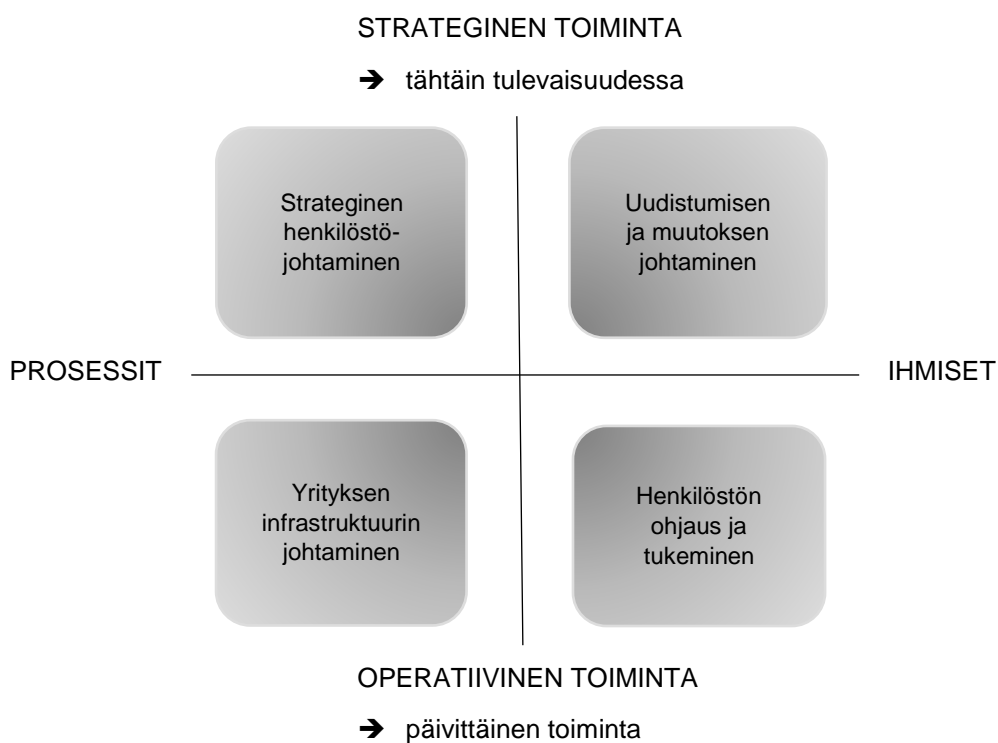 STRATEGINEN TOIMINTA
➔ tähtäin tulevaisuudessa
Strateginen
henkilöstö-
johtaminen
Uudistumisen
ja muutoksen
johtaminen
PROSESSIT
IHMISET
Yrityksen
infrastruktuurin
johtaminen
Henkilöstön
ohjaus ja
tukeminen
OPERATIIVINEN TOIMINTA
➔ päivittäinen toiminta